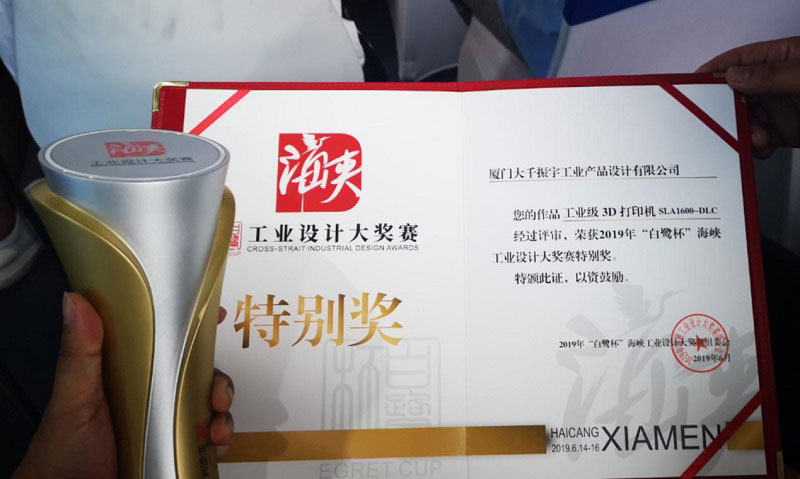 海峡
工业设计大奖赛
海峡
工业设计大奖赛
CROSS-STRAIT INDUSTRIAL DESIGN AWARDS
特别奖
白鹭杯
EGRET CUP
厦门大千振宇工业产品设计有限公司
您的作品 工业级 3D 打印机 SLA1600-DLC
经过评审，荣获2019年“白鹭杯”海峡
工业设计大奖赛特别奖。
特颁此证，以资鼓励。
2019年“白鹭杯”海峡工业设计大奖赛组委会
2019年6月
HAICANG
2019.6.14-16
XIAMEN